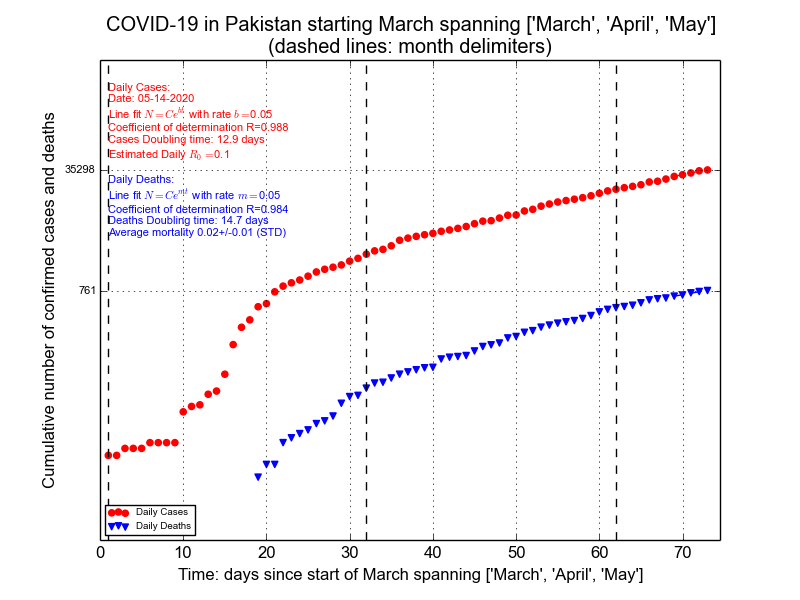 COVID-19 in Pakistan starting March spanning ['March', 'April', 'May']
(dashed lines: month delimiters)
Daily Cases:
Date: 05-14-2020
Line fit N = Ce^{bt} with rate b =0.05
Coefficient of determination R=0.988
Cases Doubling time: 12.9 days
Estimated Daily R_0 =0.1
Daily Deaths:
Line fit N = Ce^{mt} with rate m =0.05
Coefficient of determination R=0.984
Deaths Doubling time: 14.7 days
Average mortality 0.02+/-0.01 (STD)
35298
761
Cumulative number of confirmed cases and deaths
Daily Cases
Daily Deaths
0 10 20 30 40 50 60 70
Time: days since start of March spanning ['March', 'April', 'May']